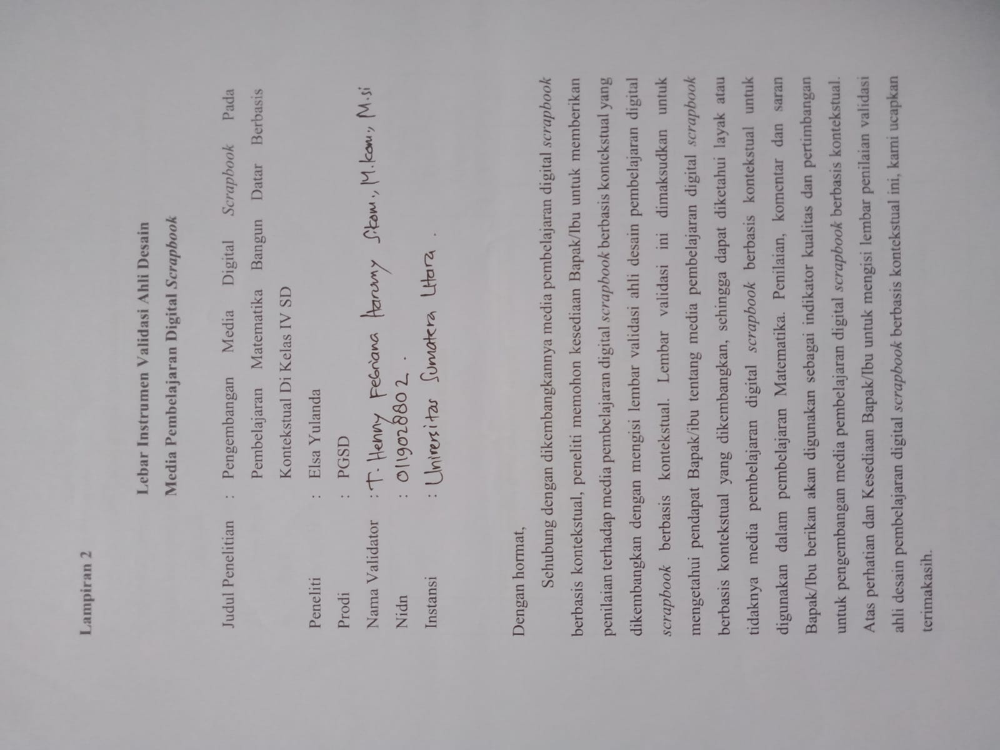 Lampiran 2
Lebar Instrumen Validasi Ahli Desain
Media Pembelajaran Digital Scrapbook
Judul Penelitian : Pengembangan Media Digital Scrapbook Pada
Pembelajaran Matematika Bangun Datar Berbasis
Kontekstual Di Kelas IV SD
Peneliti : Elsa Yulanda
Prodi : PGSD
Nama Validator : T. Henny Febriana Harumy S.Kom., M.Kom., M.si
Nidn : 0119028802.
Instansi : Universitas Sumatera Utara.
Dengan hormat,
Sehubung dengan dikembangkannya media pembelajaran digital scrapbook
berbasis kontekstual, peneliti memohon kesediaan Bapak/Ibu untuk memberikan
penilaian terhadap media pembelajaran digital scrapbook berbasis kontekstual yang
dikembangkan dengan mengisi lembar validasi ahli desain pembelajaran digital
scrapbook berbasis kontekstual. Lembar validasi ini dimaksudkan untuk
mengetahui pendapat Bapak/ibu tentang media pembelajaran digital scrapbook
berbasis kontekstual yang dikembangkan, sehingga dapat diketahui layak atau
tidaknya media pembelajaran digital scrapbook berbasis kontekstual untuk
digunakan dalam pembelajaran Matematika. Penilaian, komentar dan saran
Bapak/Ibu berikan akan digunakan sebagai indikator kualitas dan pertimbangan
untuk pengembangan media pembelajaran digital scrapbook berbasis kontekstual.
Atas perhatian dan Kesediaan Bapak/Ibu untuk mengisi lembar penilaian validasi
ahli desain pembelajaran digital scrapbook berbasis kontekstual ini, kami ucapkan
terimakasih.